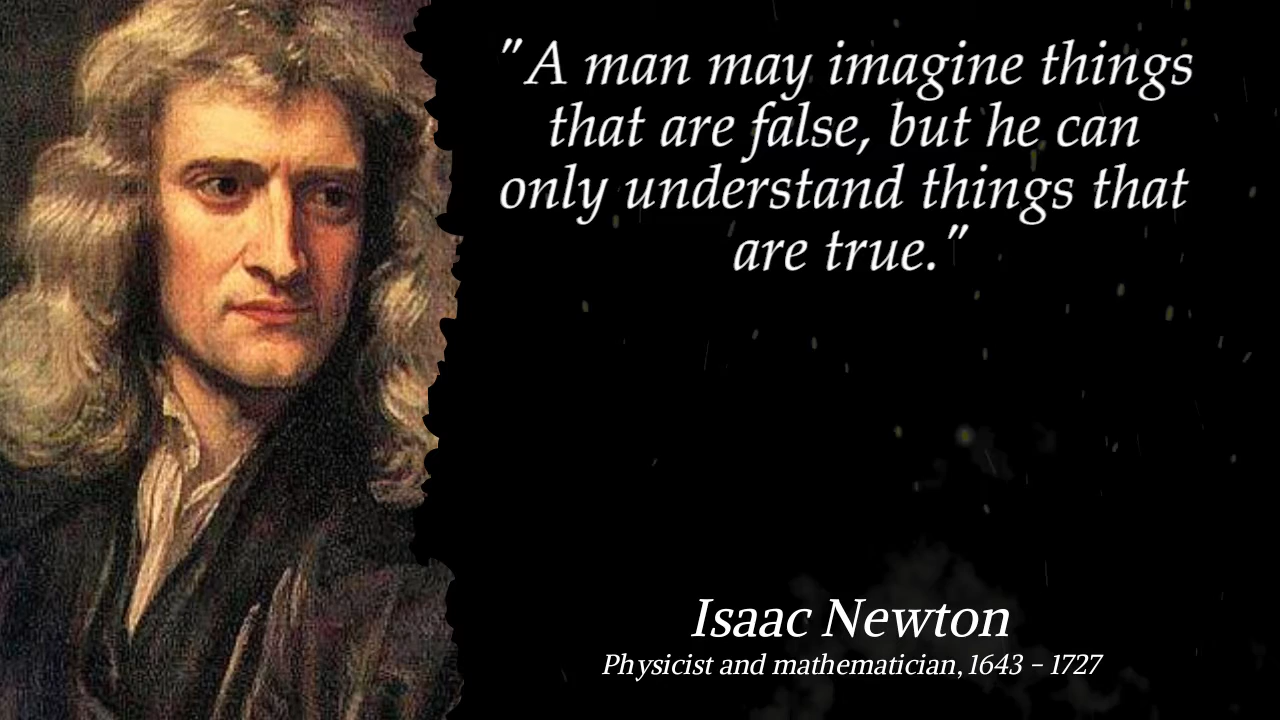 "A man may imagine things
that are false, but he can
only understand things that
are true."
Isaac Newton
Physicist and mathematician, 1643 – 1727